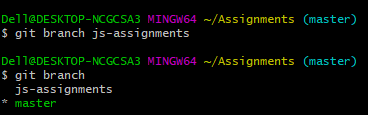 Dell@DESKTOP-NCGCSA3 MINGW64 ~/Assignments (master)
$ git branch js-assignments
Dell@DESKTOP-NCGCSA3 MINGW64 ~/Assignments (master)
$ git branch
  js-assignments
* master